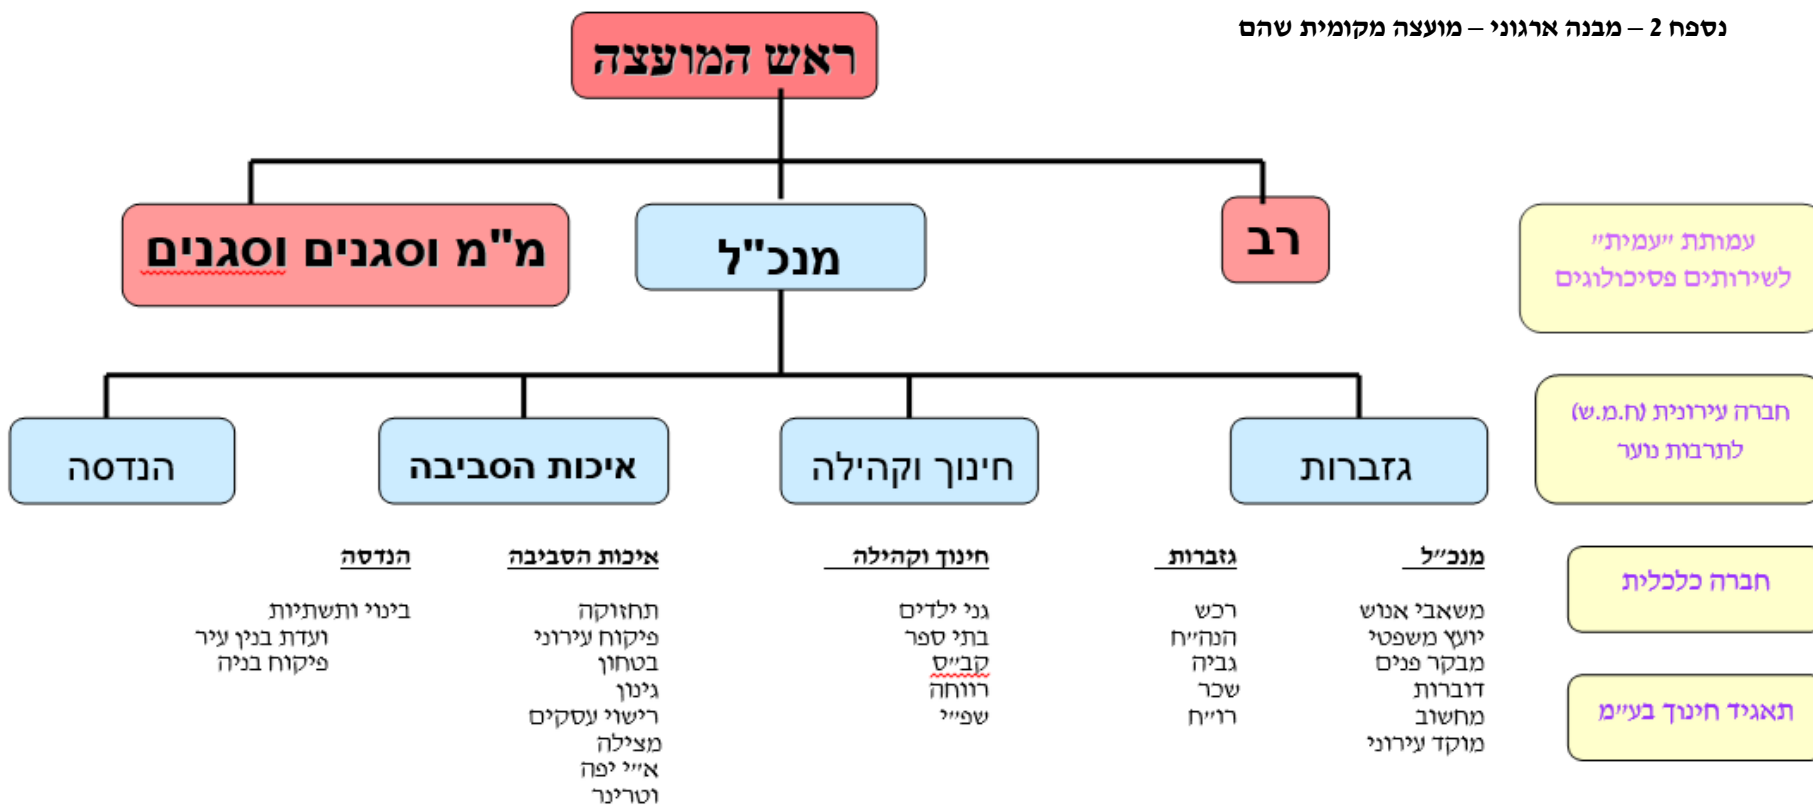 נספח 2 – מבנה ארגוני – מועצה מקומית שהם
ראש המועצה
רב
מנכ"ל
מ"מ וסגנים וסגנים
עמותת "עמית"
לשירותים פסיכולוגים
חברה עירונית (ח.מ.ש)
לתרבות נוער
חברה כלכלית
תאגיד חינוך בע"מ
גזברות
חינוך וקהילה
איכות הסביבה
הנדסה
מנכ"ל
משאבי אנוש
יועץ משפטי
מבקר פנים
דוברות
מחשוב
מוקד עירוני
גזברות
רכש
הנה"ח
גביה
שכר
רו"ח
חינוך וקהילה
גני ילדים
בתי ספר
קב"ס
רווחה
שפ"י
איכות הסביבה
תחזוקה
פיקוח עירוני
בטחון
גינון
רישוי עסקים
מצילה
א"י יפה
וטרינר
הנדסה
בינוי ותשתיות
ועדת בנין עיר
פיקוח בניה